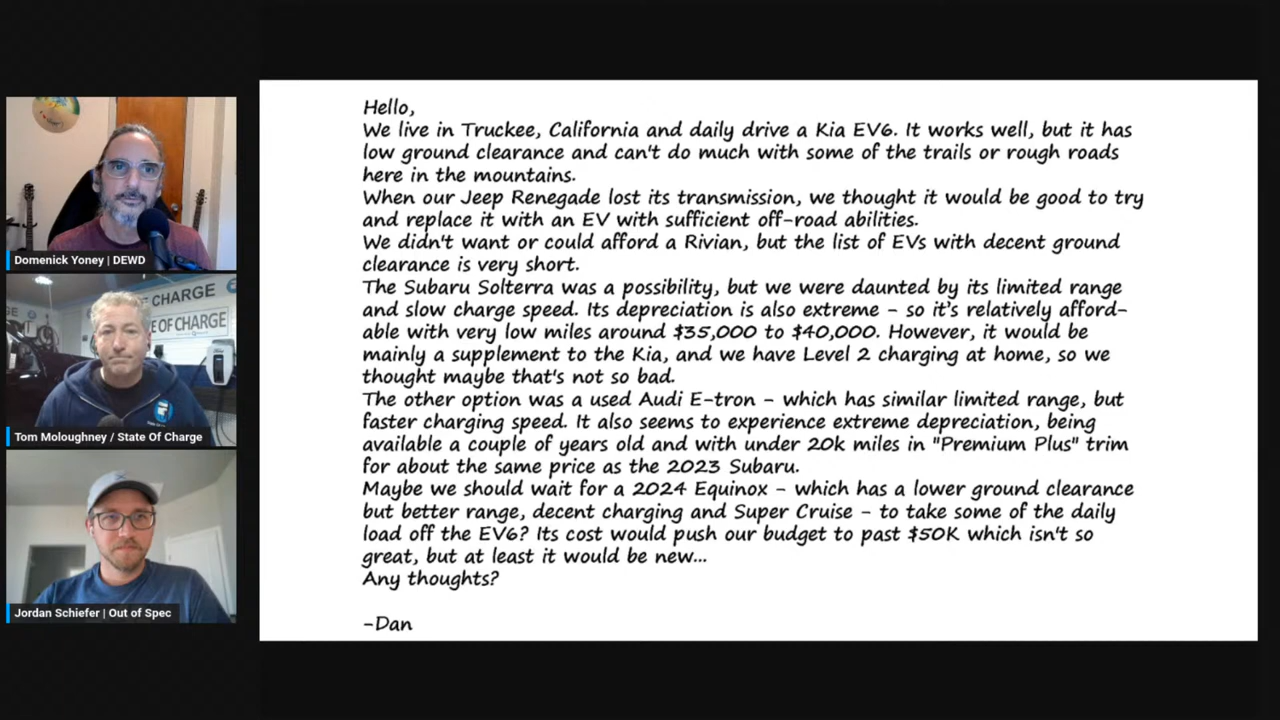 Hello,
We live in Truckee, California and daily drive a Kia EV6. It works well, but it has
low ground clearance and can't do much with some of the trails or rough roads
here in the mountains.
When our Jeep Renegade lost its transmission, we thought it would be good to try
and replace it with an EV with sufficient off-road abilities.
We didn't want or could afford a Rivian, but the list of EVs with decent ground
clearance is very short.
The Subaru Solterra was a possibility, but we were daunted by its limited range
and slow charge speed. Its depreciation is also extreme - so it's relatively afford-
able with very low miles around $35,000 to $40,000. However, it would be
mainly a supplement to the Kia, and we have Level 2 charging at home, so we
thought maybe that's not so bad.
The other option was a used Audi E-tron - which has similar limited range, but
faster charging speed. It also seems to experience extreme depreciation, being
available a couple of years old and with under 20k miles in "Premium Plus" trim
for about the same price as the 2023 Subaru.
Maybe we should wait for a 2024 Equinox - which has a lower ground clearance
but better range, decent charging and Super Cruise - to take some of the daily
load off the EV6? Its cost would push our budget to past $50K which isn't so
great, but at least it would be new...
Any thoughts?
-Dan
Domenick Yoney | DEWD
OF CHARGE
E OF CHARGE
Tom Moloughney / State Of Charge
Jordan Schiefer | Out of Spec